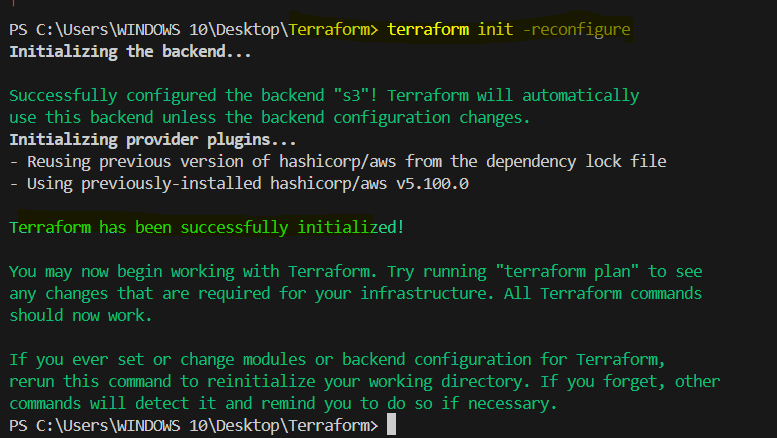 PS C:\Users\WINDOWS 10\Desktop\Terraform> terraform init -reconfigure
Initializing the backend...
Successfully configured the backend "s3"! Terraform will automatically
use this backend unless the backend configuration changes.
Initializing provider plugins...
- Reusing previous version of hashicorp/aws from the dependency lock file
- Using previously-installed hashicorp/aws v5.100.0
Terraform has been successfully initialized!
You may now begin working with Terraform. Try running "terraform plan" to see
any changes that are required for your infrastructure. All Terraform commands
should now work.
If you ever set or change modules or backend configuration for Terraform,
rerun this command to reinitialize your working directory. If you forget, other
commands will detect it and remind you to do so if necessary.
PS C:\Users\WINDOWS 10\Desktop\Terraform>